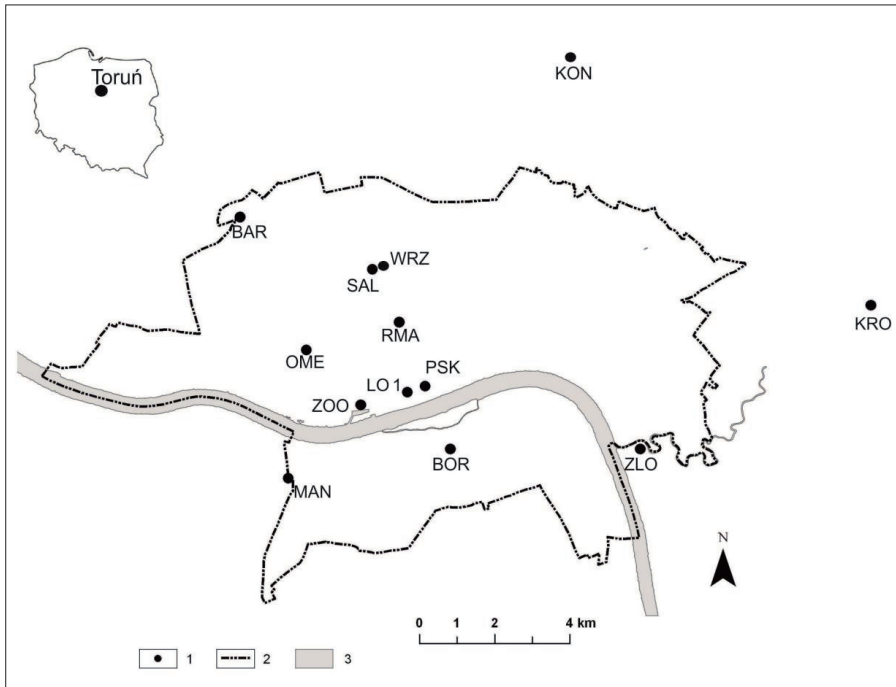 Toruń
KON
BAR
WRZ
SAL
KRO
RMA
OME
PSK
LO 1
ZOO
BOR
ZLO
MAN
N
0 1 2 4 km
1 2 3